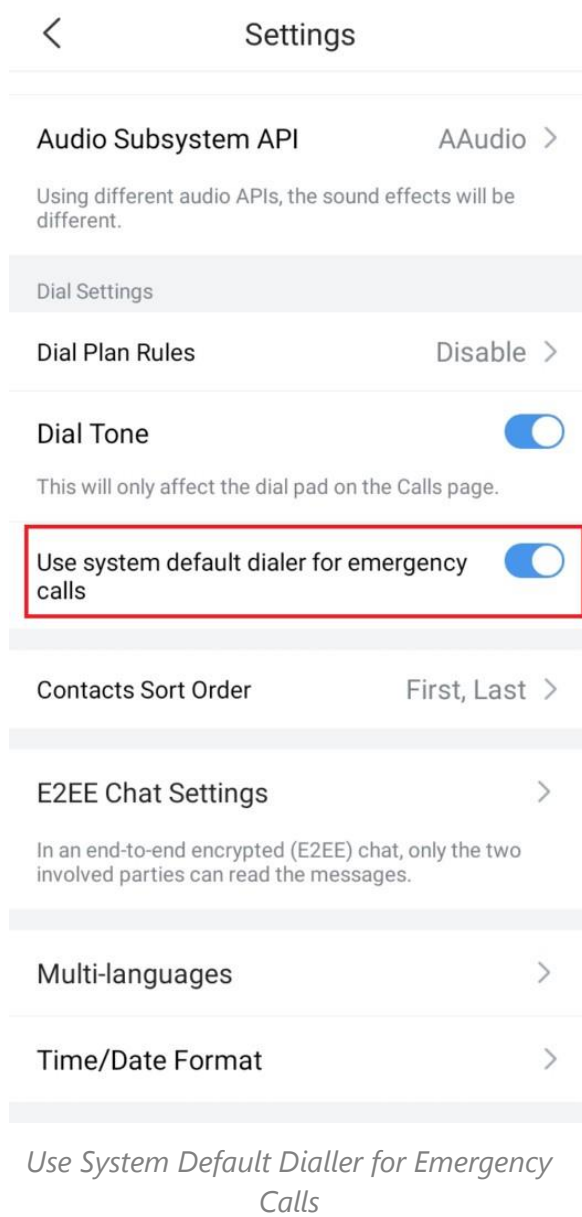 Settings
Audio Subsystem API AAudio
Using different audio APIs, the sound effects will be
different.
Dial Settings
Dial Plan Rules Disable
Dial Tone
This will only affect the dial pad on the Calls page.
Use system default dialer for emergency
calls
Contacts Sort Order First, Last
E2EE Chat Settings
In an end-to-end encrypted (E2EE) chat, only the two
involved parties can read the messages.
Multi-languages
Time/Date Format
Use System Default Dialler for Emergency
Calls